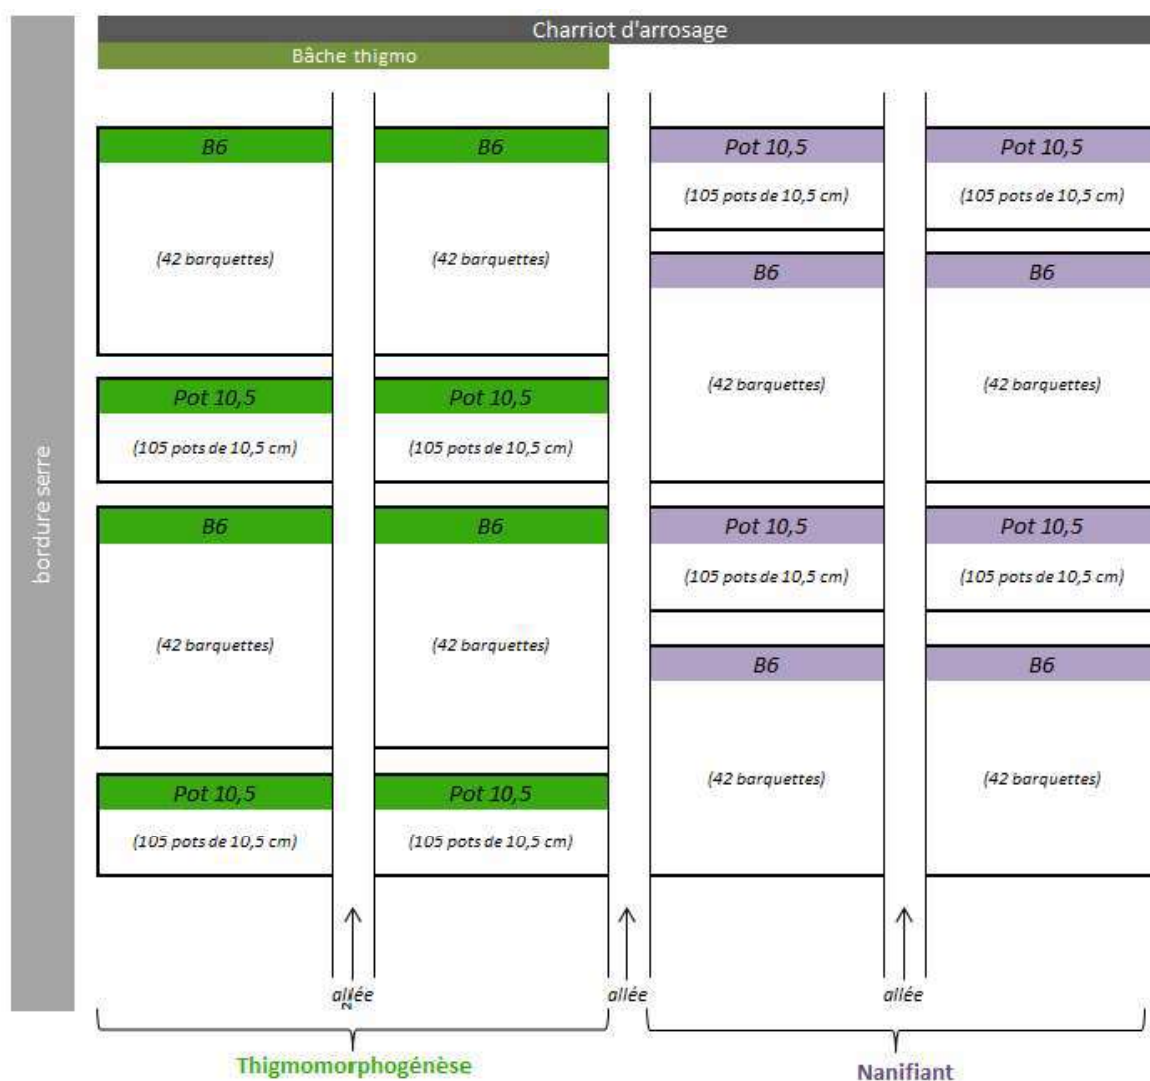 Charriot d'arrosage
Bâche thigmo
bordure serre
B6
B6
Pot 10,5
Pot 10,5
(105 pots de 10,5 cm)
(105 pots de 10,5 cm)
(42 barquettes)
(42 barquettes)
B6
B6
Pot 10,5
Pot 10,5
(42 barquettes)
(42 barquettes)
(105 pots de 10,5 cm)
(105 pots de 10,5 cm)
B6
B6
Pot 10,5
Pot 10,5
(105 pots de 10,5 cm)
(105 pots de 10,5 cm)
(42 barquettes)
(42 barquettes)
B6
B6
Pot 10,5
Pot 10,5
(42 barquettes)
(42 barquettes)
(105 pots de 10,5 cm)
(105 pots de 10,5 cm)
allée
allée
allée
Thigmomorphogénèse
Nanifiant